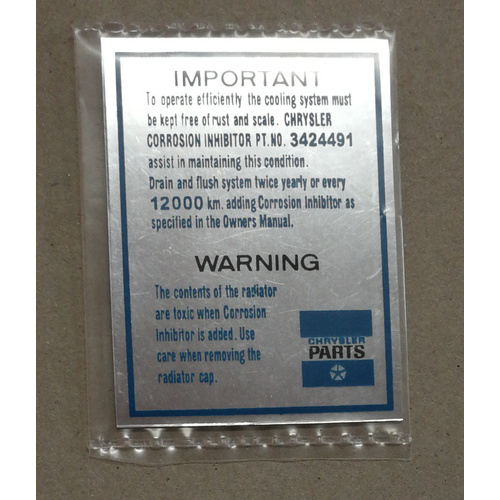 IMPORTANT
To operate efficiently the cooling system must
be kept free of rust and scale. CHRYSLER
CORROSION INHIBITOR PT.NO. 3424491
assist in maintaining this condition.
Drain and flush system twice yearly or every
12000 km. adding Corrosion Inhibitor as
specified in the Owners Manual.
WARNING
The contents of the radiator
are toxic when Corrosion
Inhibitor is added. Use
care when removing the
radiator cap.
CHRYSLER
PARTS